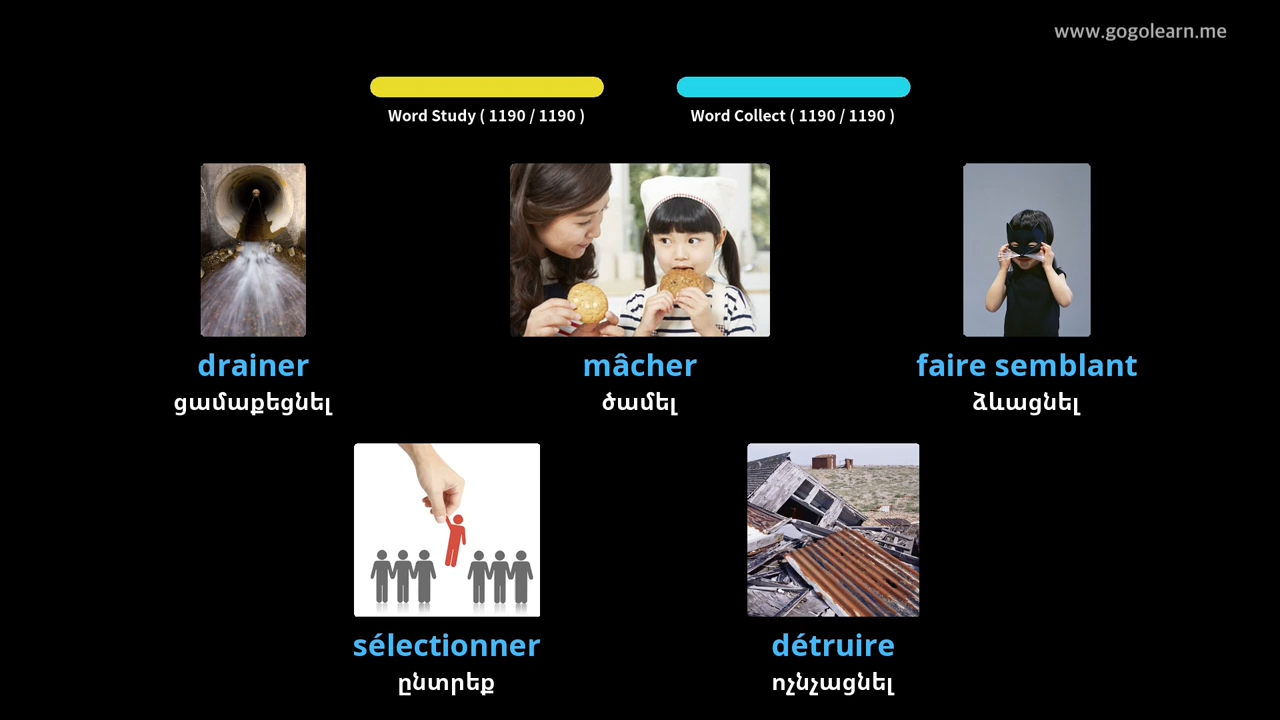 www.gogolearn.me
Word Study ( 1190 / 1190 )
Word Collect ( 1190 / 1190 )
drainer
ցամաքեցնել
mâcher
ծամել
faire semblant
ձևացնել
sélectionner
ընտրեք
détruire
ոչնչացնել